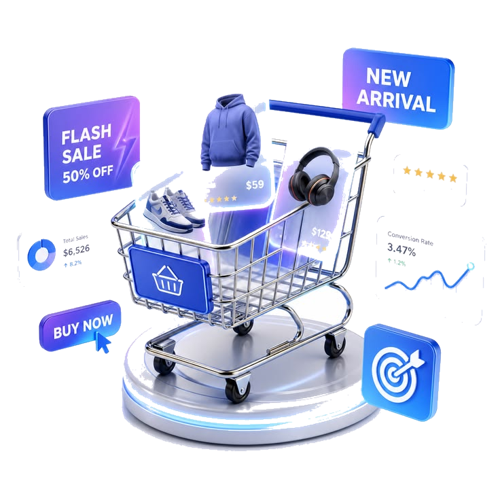 NEW
ARRIVAL
FLASH
SALE
50% OFF
$59
$129
Total Sales
$6,526
↑ 8.2%
Conversion Rate
3.47%
↑ 1.2%
BUY NOW